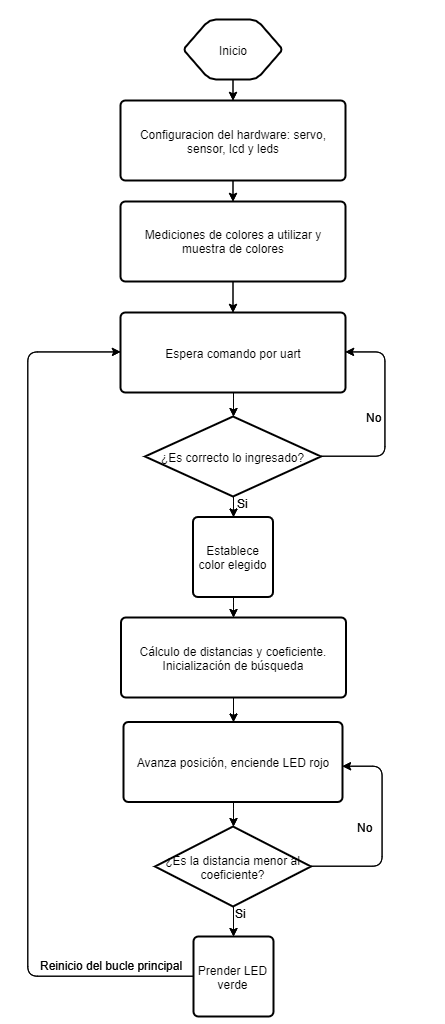 Inicio
Configuracion del hardware: servo,
sensor, lcd y leds
Mediciones de colores a utilizar y
muestra de colores
Espera comando por uart
No
¿Es correcto lo ingresado?
Si
Establece
color elegido
Cálculo de distancias y coeficiente.
Inicialización de búsqueda
Avanza posición, enciende LED rojo
No
¿Es la distancia menor al
coeficiente?
Si
Reinicio del bucle principal
Prender LED
verde